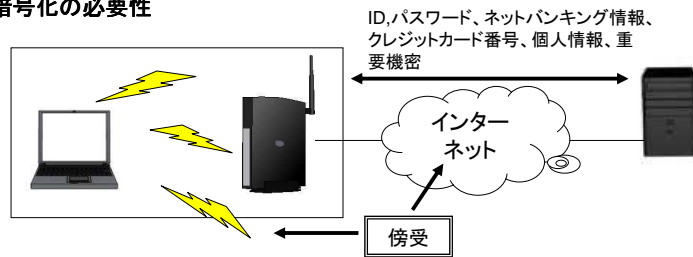 暗号化の必要性
ID,パスワード、ネットバンキング情報、
クレジットカード番号、個人情報、重
要機密
インター
ネット
傍受